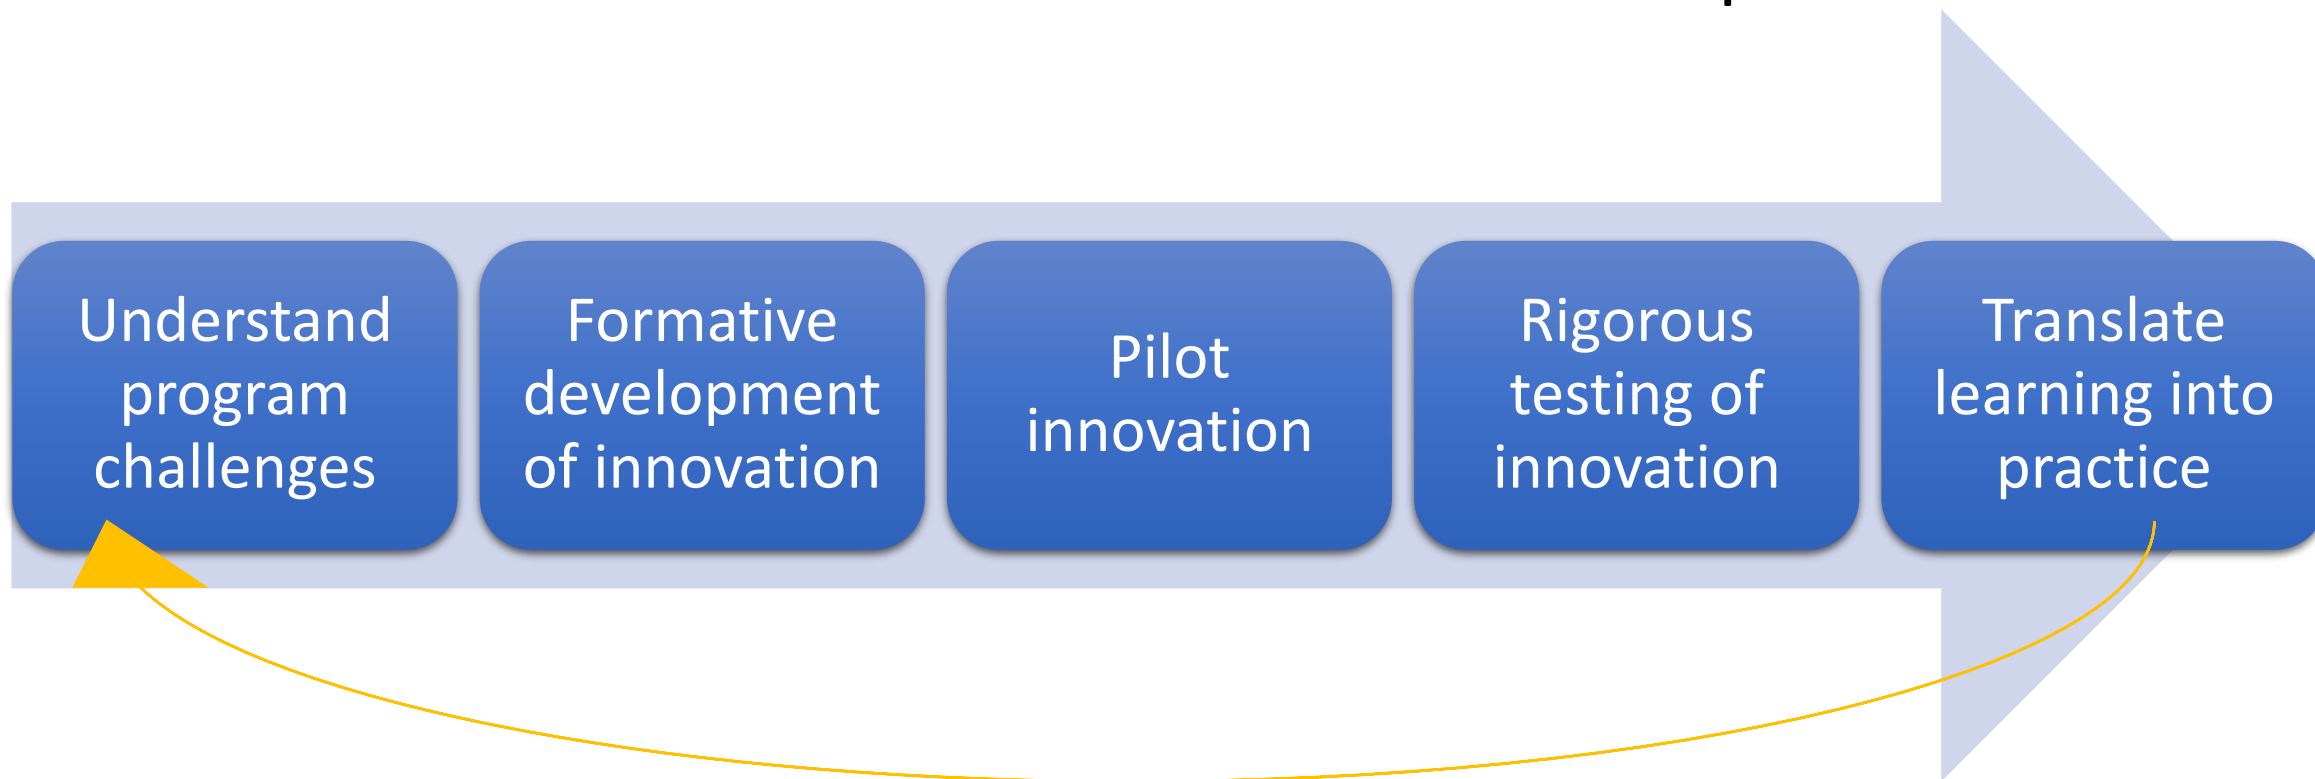 Understand
program
challenges
Formative
development
of innovation
Pilot
innovation
Rigorous
testing of
innovation
Translate
learning into
practice